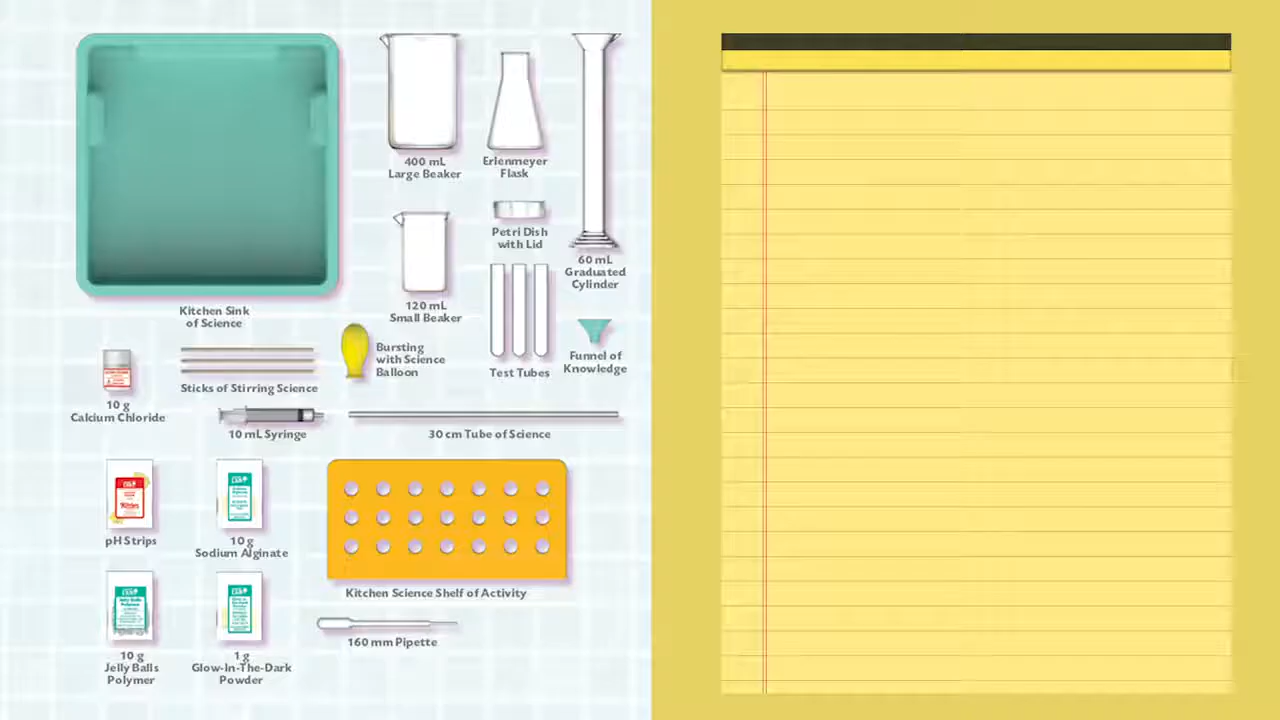 400 mL
Large Beaker
Erlenmeyer
Flask
Petri Dish
with Lid
60 mL
Graduated
Cylinder
Kitchen Sink
of Science
120 mL
Small Beaker
Bursting
with Science
Balloon
Test Tubes
Funnel of
Knowledge
10 g
Calcium Chloride
Sticks of Stirring Science
10 mL Syringe
30 cm Tube of Science
pH Strips
10 g
Sodium Alginate
Kitchen Science Shelf of Activity
10 g
Jelly Balls
Polymer
1 g
Glow-In-The-Dark
Powder
160 mm Pipette